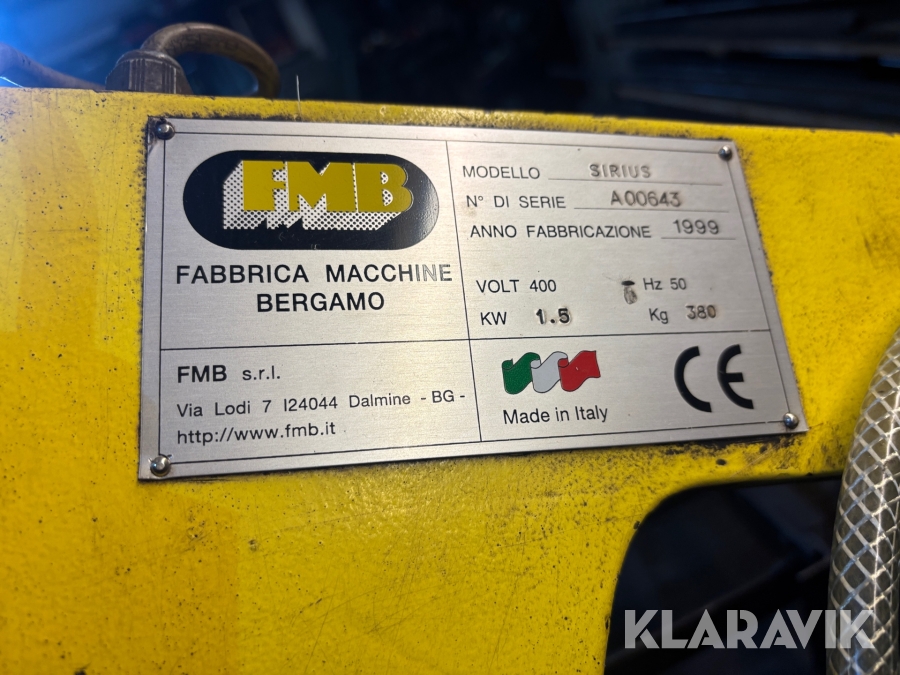 FMB
FABBRICA MACCHINE
BERGAMO
MODELLO SIRIUS
N° DI SERIE A00643
ANNO FABBRICAZIONE 1999
VOLT 400 Hz 50
KW 1.5 Kg 380
FMB s.r.l.
Via Lodi 7 I24044 Dalmine - BG -
http://www.fmb.it
Made in Italy
CE
KLARAVIK